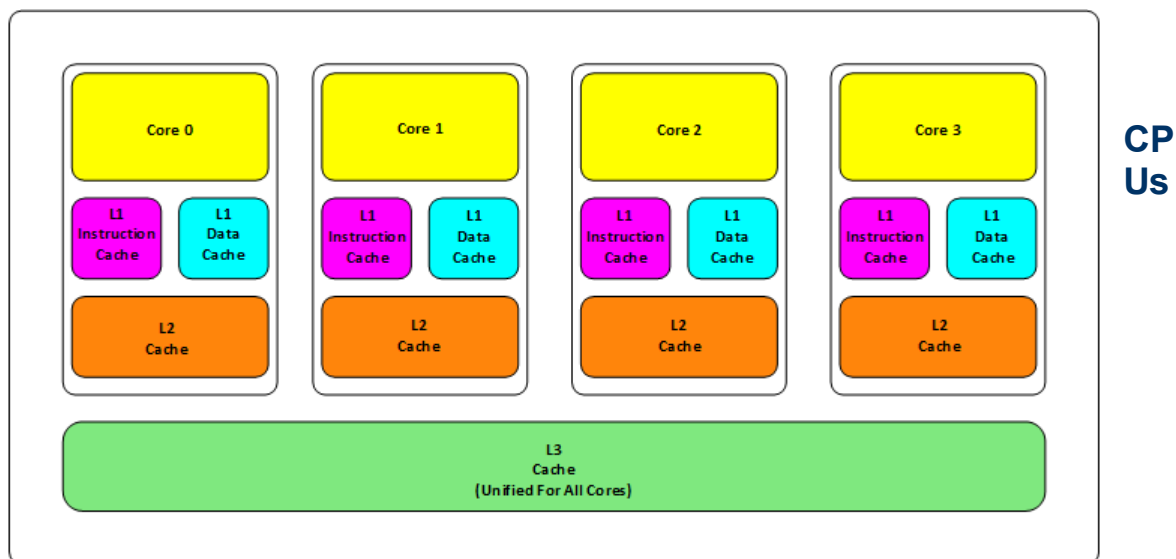 Core 0
L1
Instruction
Cache
L1
Data
Cache
L2
Cache
Core 1
L1
Instruction
Cache
L1
Data
Cache
L2
Cache
Core 2
L1
Instruction
Cache
L1
Data
Cache
L2
Cache
Core 3
L1
Instruction
Cache
L1
Data
Cache
L2
Cache
L3
Cache
(Unified For All Cores)
CP
Us